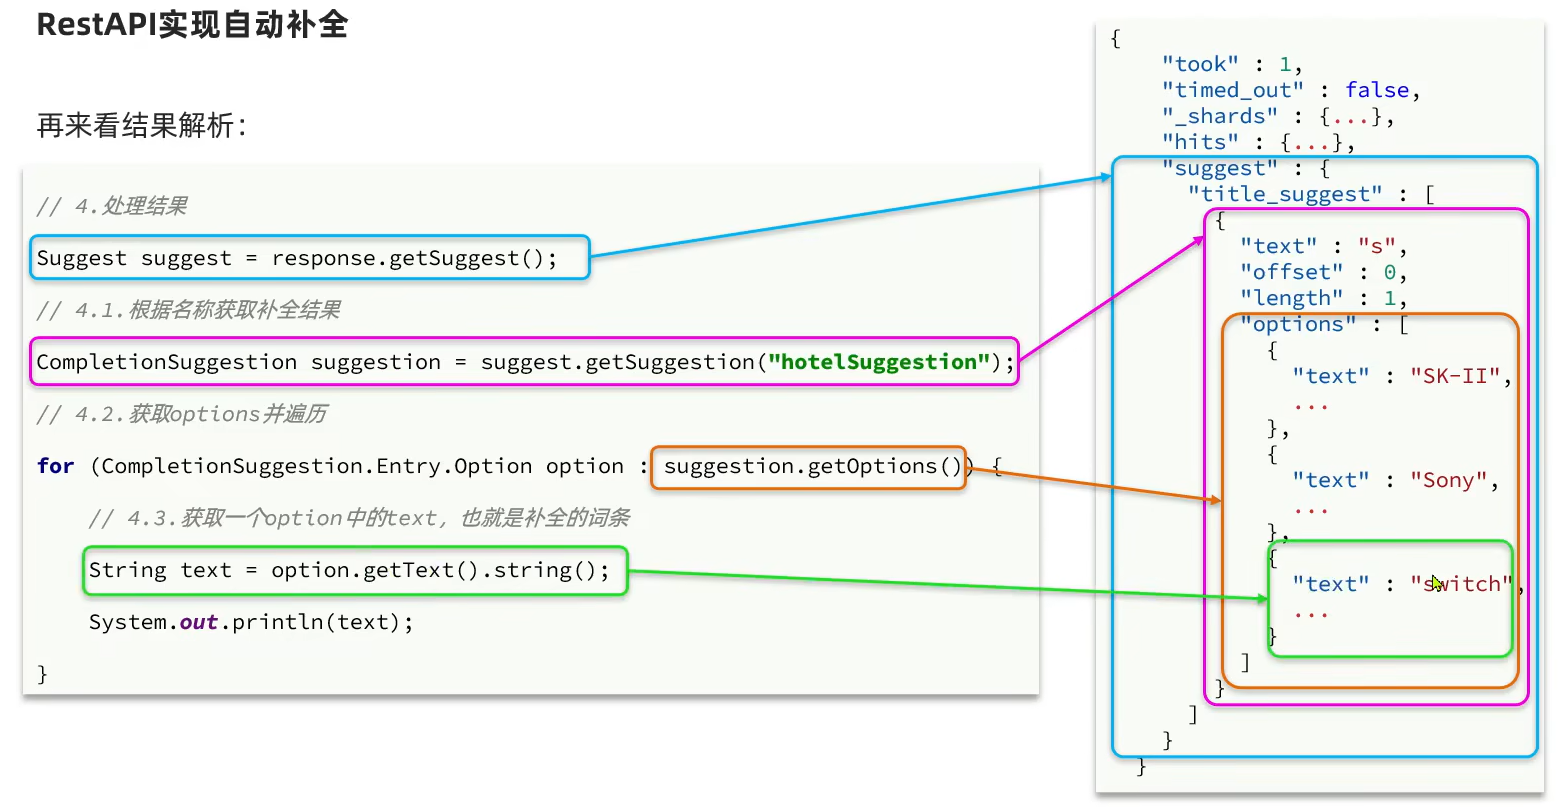 RestAPI实现自动补全
再来看结果解析：
// 4.处理结果
Suggest suggest = response.getSuggest();
// 4.1.根据名称获取补全结果
CompletionSuggestion suggestion = suggest.getSuggestion("hotelSuggestion");
// 4.2.获取options并遍历
for (CompletionSuggestion.Entry.Option option : suggestion.getOptions()) {
    // 4.3.获取一个option中的text，也就是补全的词条
    String text = option.getText().string();
    System.out.println(text);
}
{
    "took" : 1,
    "timed_out" : false,
    "_shards" : {...},
    "hits" : {...},
    "suggest" : {
      "title_suggest" : [
        {
          "text" : "s",
          "offset" : 0,
          "length" : 1,
          "options" : [
            {
              "text" : "SK-II",
              ...
            },
            {
              "text" : "Sony",
              ...
            },
            {
              "text" : "switch",
              ...
            }
          ]
        }
      ]
    }
  }